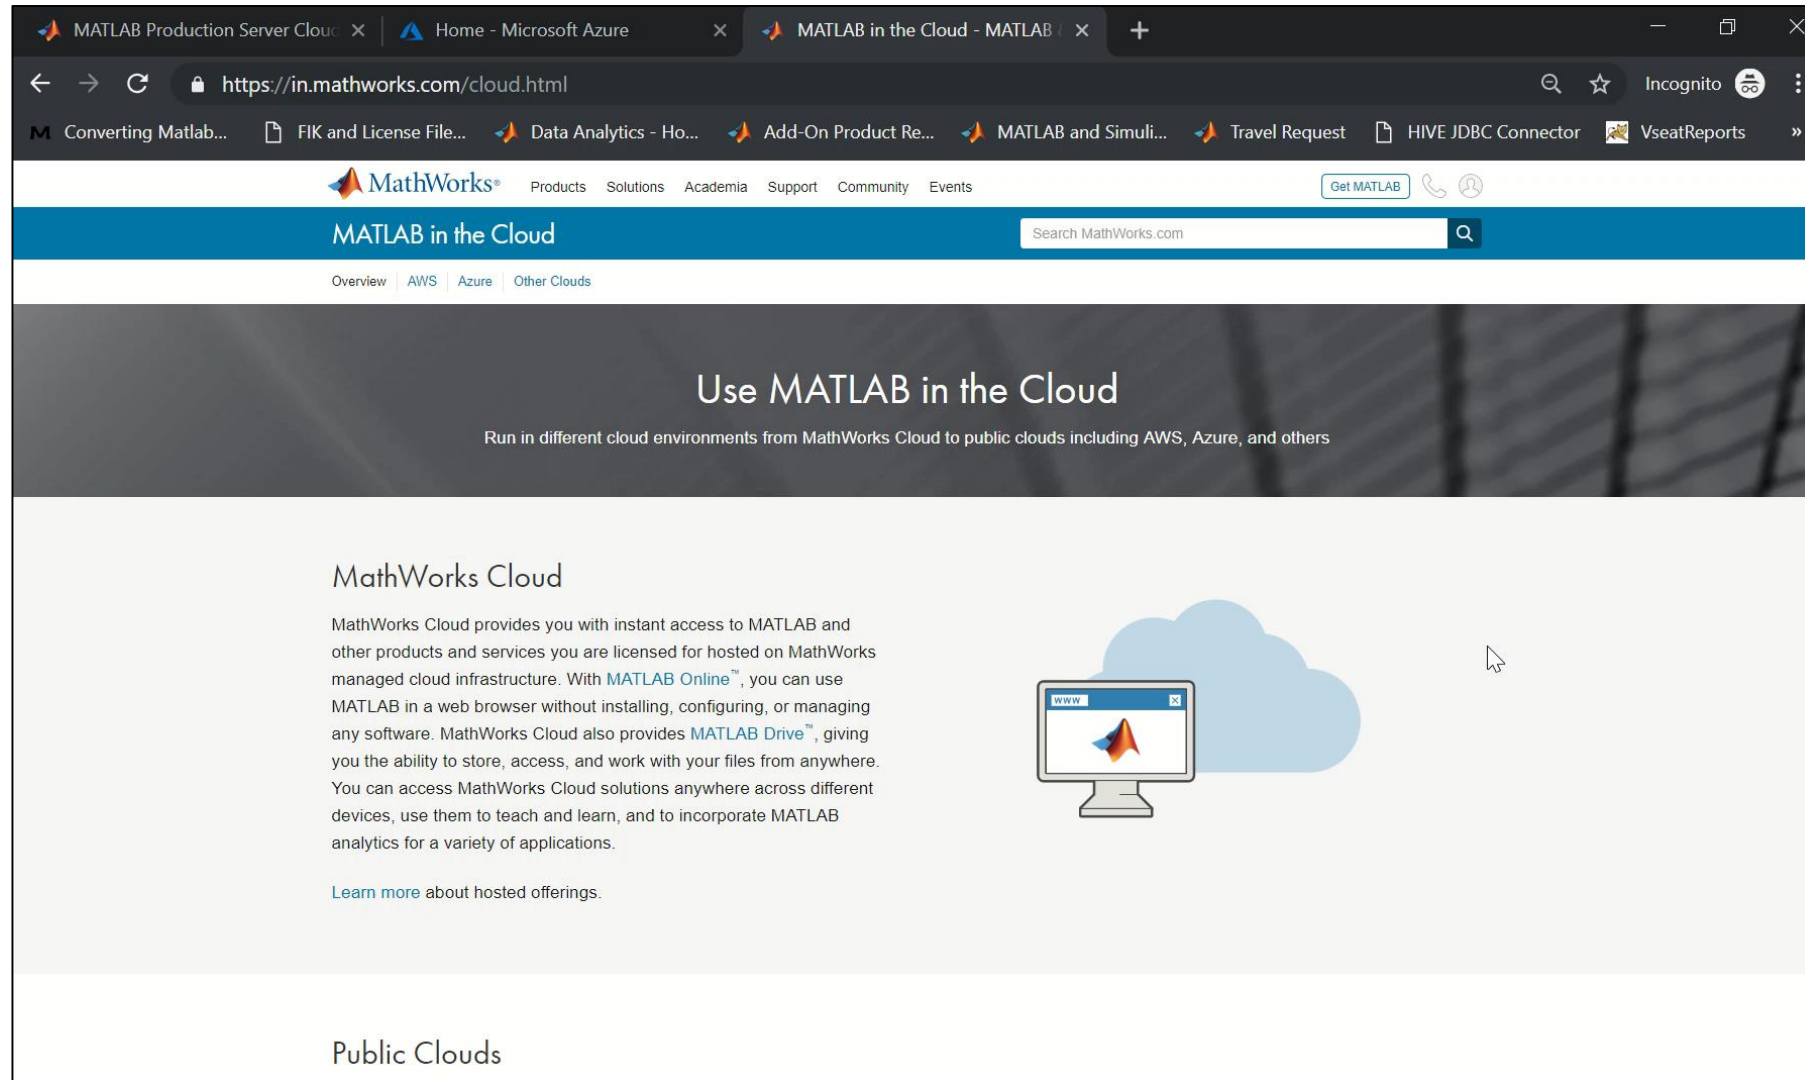 MATLAB Production Server Clou
Home - Microsoft Azure
MATLAB in the Cloud - MATLAB
https://in.mathworks.com/cloud.html
Incognito
Converting Matlab...
FIK and License File...
Data Analytics - Ho...
Add-On Product Re...
MATLAB and Simuli...
Travel Request
HIVE JDBC Connector
VseatReports
»
MathWorks®
Products Solutions Academia Support Community Events
Get MATLAB
MATLAB in the Cloud
Search MathWorks.com
Overview AWS Azure Other Clouds
Use MATLAB in the Cloud
Run in different cloud environments from MathWorks Cloud to public clouds including AWS, Azure, and others
MathWorks Cloud
MathWorks Cloud provides you with instant access to MATLAB and
other products and services you are licensed for hosted on MathWorks
managed cloud infrastructure. With MATLAB Online™, you can use
MATLAB in a web browser without installing, configuring, or managing
any software. MathWorks Cloud also provides MATLAB Drive™, giving
you the ability to store, access, and work with your files from anywhere.
You can access MathWorks Cloud solutions anywhere across different
devices, use them to teach and learn, and to incorporate MATLAB
analytics for a variety of applications.
Learn more about hosted offerings.
www
Public Clouds